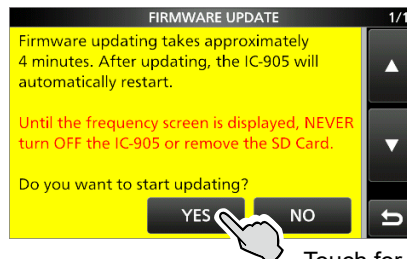 FIRMWARE UPDATE 1/1
Firmware updating takes approximately
4 minutes. After updating, the IC-905 will
automatically restart.
Until the frequency screen is displayed, NEVER
turn OFF the IC-905 or remove the SD Card.
Do you want to start updating?
YES NO
Touch for